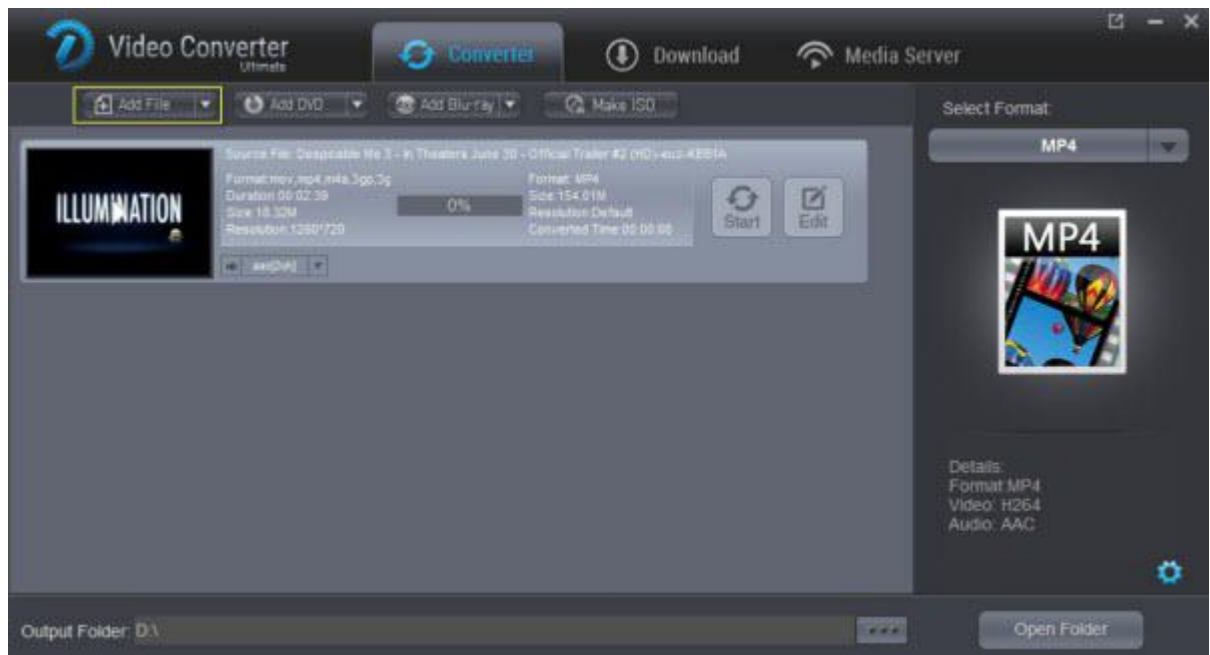 Video Converter
Ultimate
Converter
Download
Media Server
Add File
Add DVD
Add Blu-ray
Make ISO
Select Format:
MP4
Source File: Despicable Me 3 - In Theaters June 30 - Official Trailer #2 (HD)
ILLUMINATION
Format:mov,mp4,m4a,3gp,3g
Duration:00:02:39
Size:18.32M
Resolution:1280*720
0%
Format: MP4
Size:154.01M
Resolution:Default
Converted Time:00:00:00
Start
Edit
MP4
Details:
Format:MP4
Video: H264
Audio: AAC
Output Folder: D:\
Open Folder